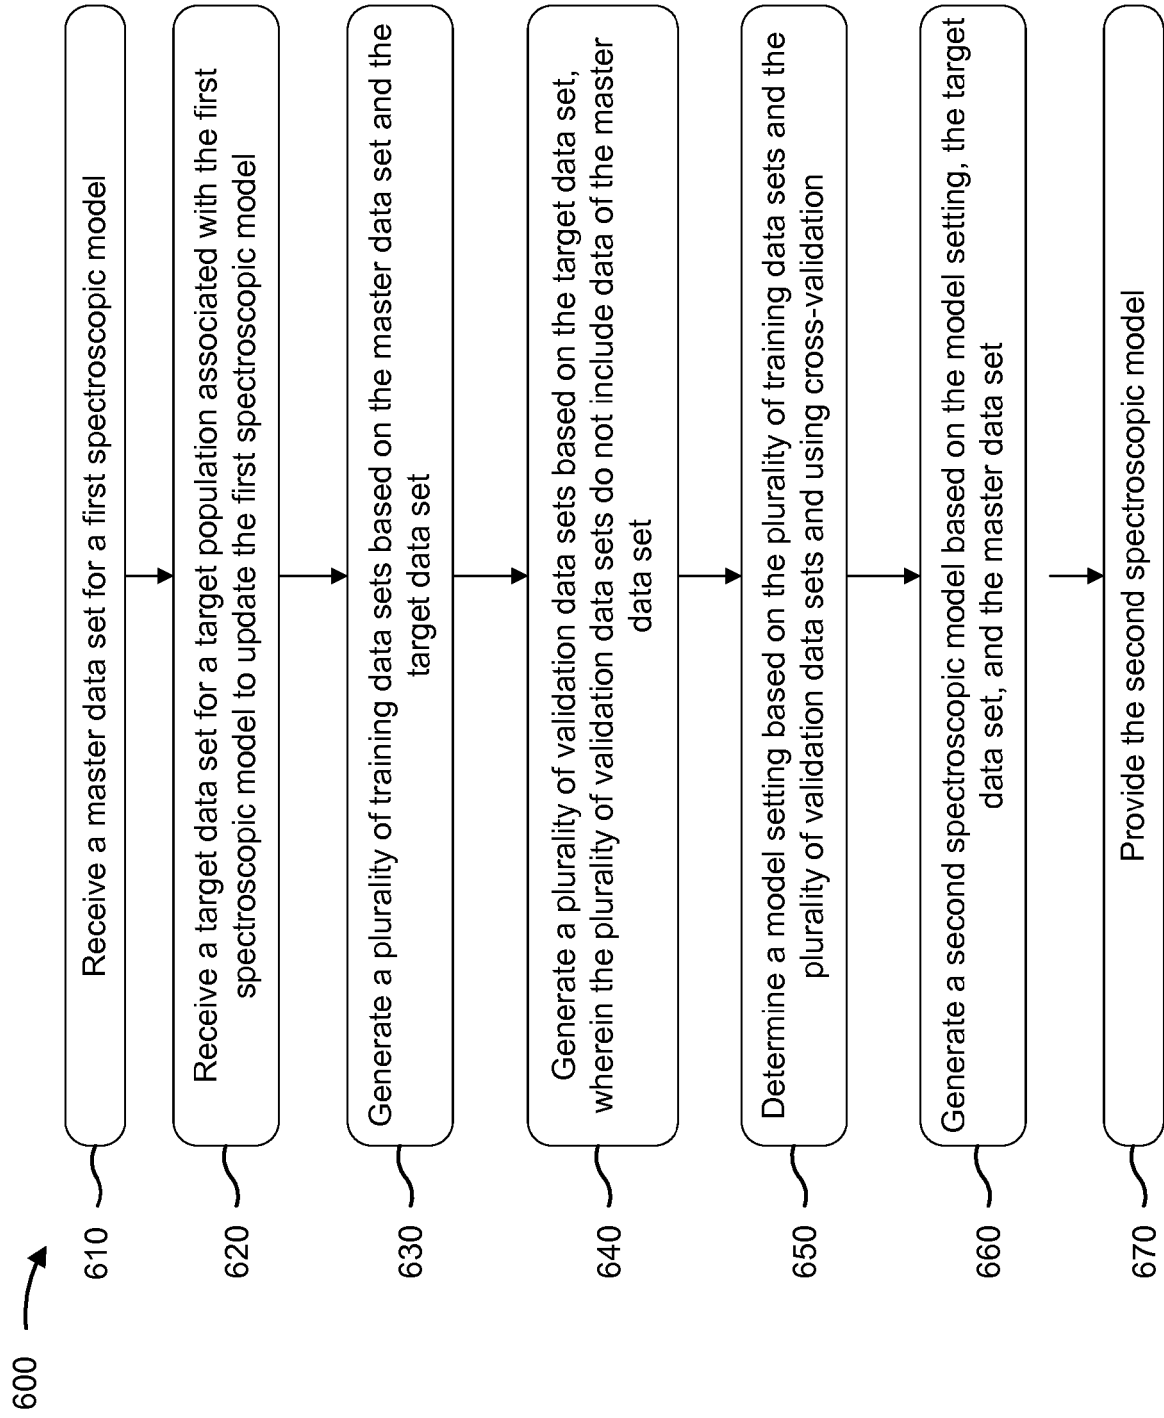 600
610
Receive a master data set for a first spectroscopic model
620
Receive a target data set for a target population associated with the first
spectroscopic model to update the first spectroscopic model
630
Generate a plurality of training data sets based on the master data set and the
target data set
640
Generate a plurality of validation data sets based on the target data set,
wherein the plurality of validation data sets do not include data of the master
data set
650
Determine a model setting based on the plurality of training data sets and the
plurality of validation data sets and using cross-validation
660
Generate a second spectroscopic model based on the model setting, the target
data set, and the master data set
670
Provide the second spectroscopic model